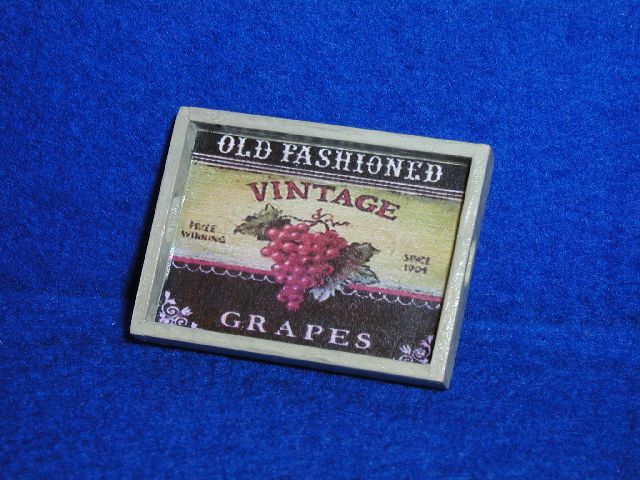 OLD FASHIONED
VINTAGE
PRIZE
WINNING
SINCE
1904
GRAPES